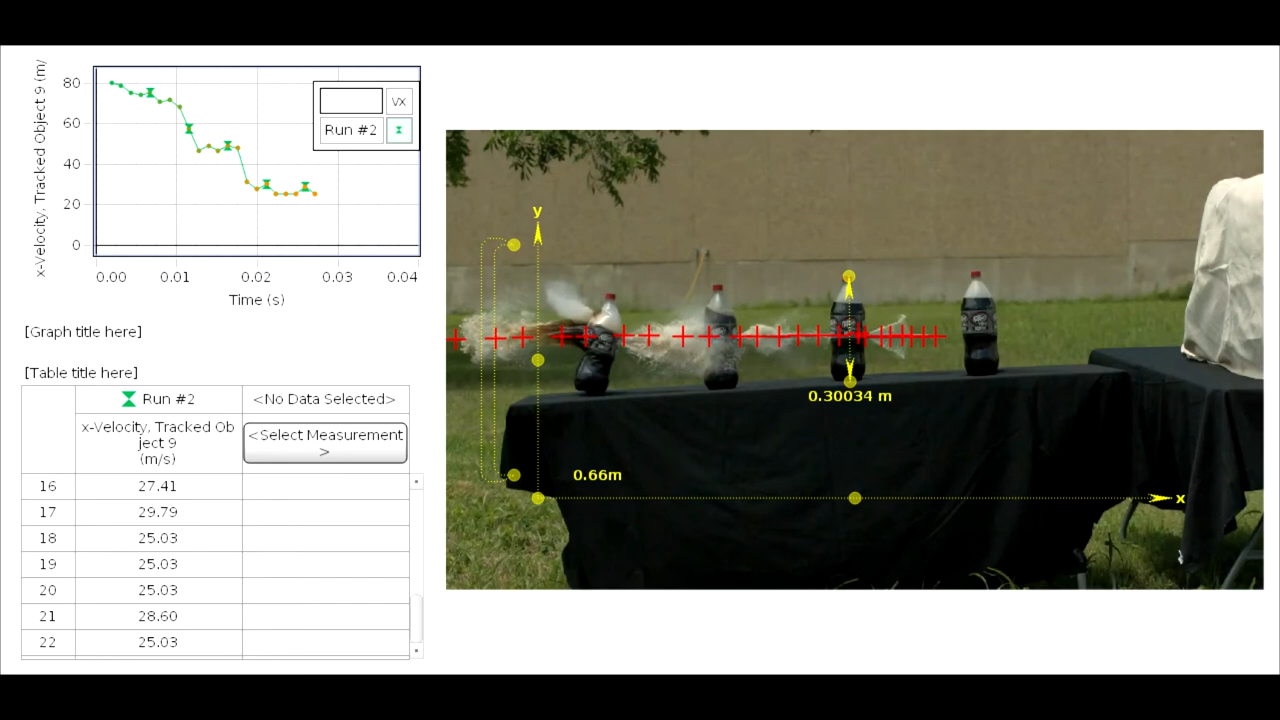 x-Velocity, Tracked Object 9 (m/
80
60
40
20
0
0.00 0.01 0.02 0.03 0.04
Time (s)
VX
Run #2
[Graph title here]
[Table title here]
Run #2 <No Data Selected>
x-Velocity, Tracked Ob
ject 9
(m/s)
<Select Measurement
>
16 27.41
17 29.79
18 25.03
19 25.03
20 25.03
21 28.60
22 25.03
y
0.30034 m
0.66m
x